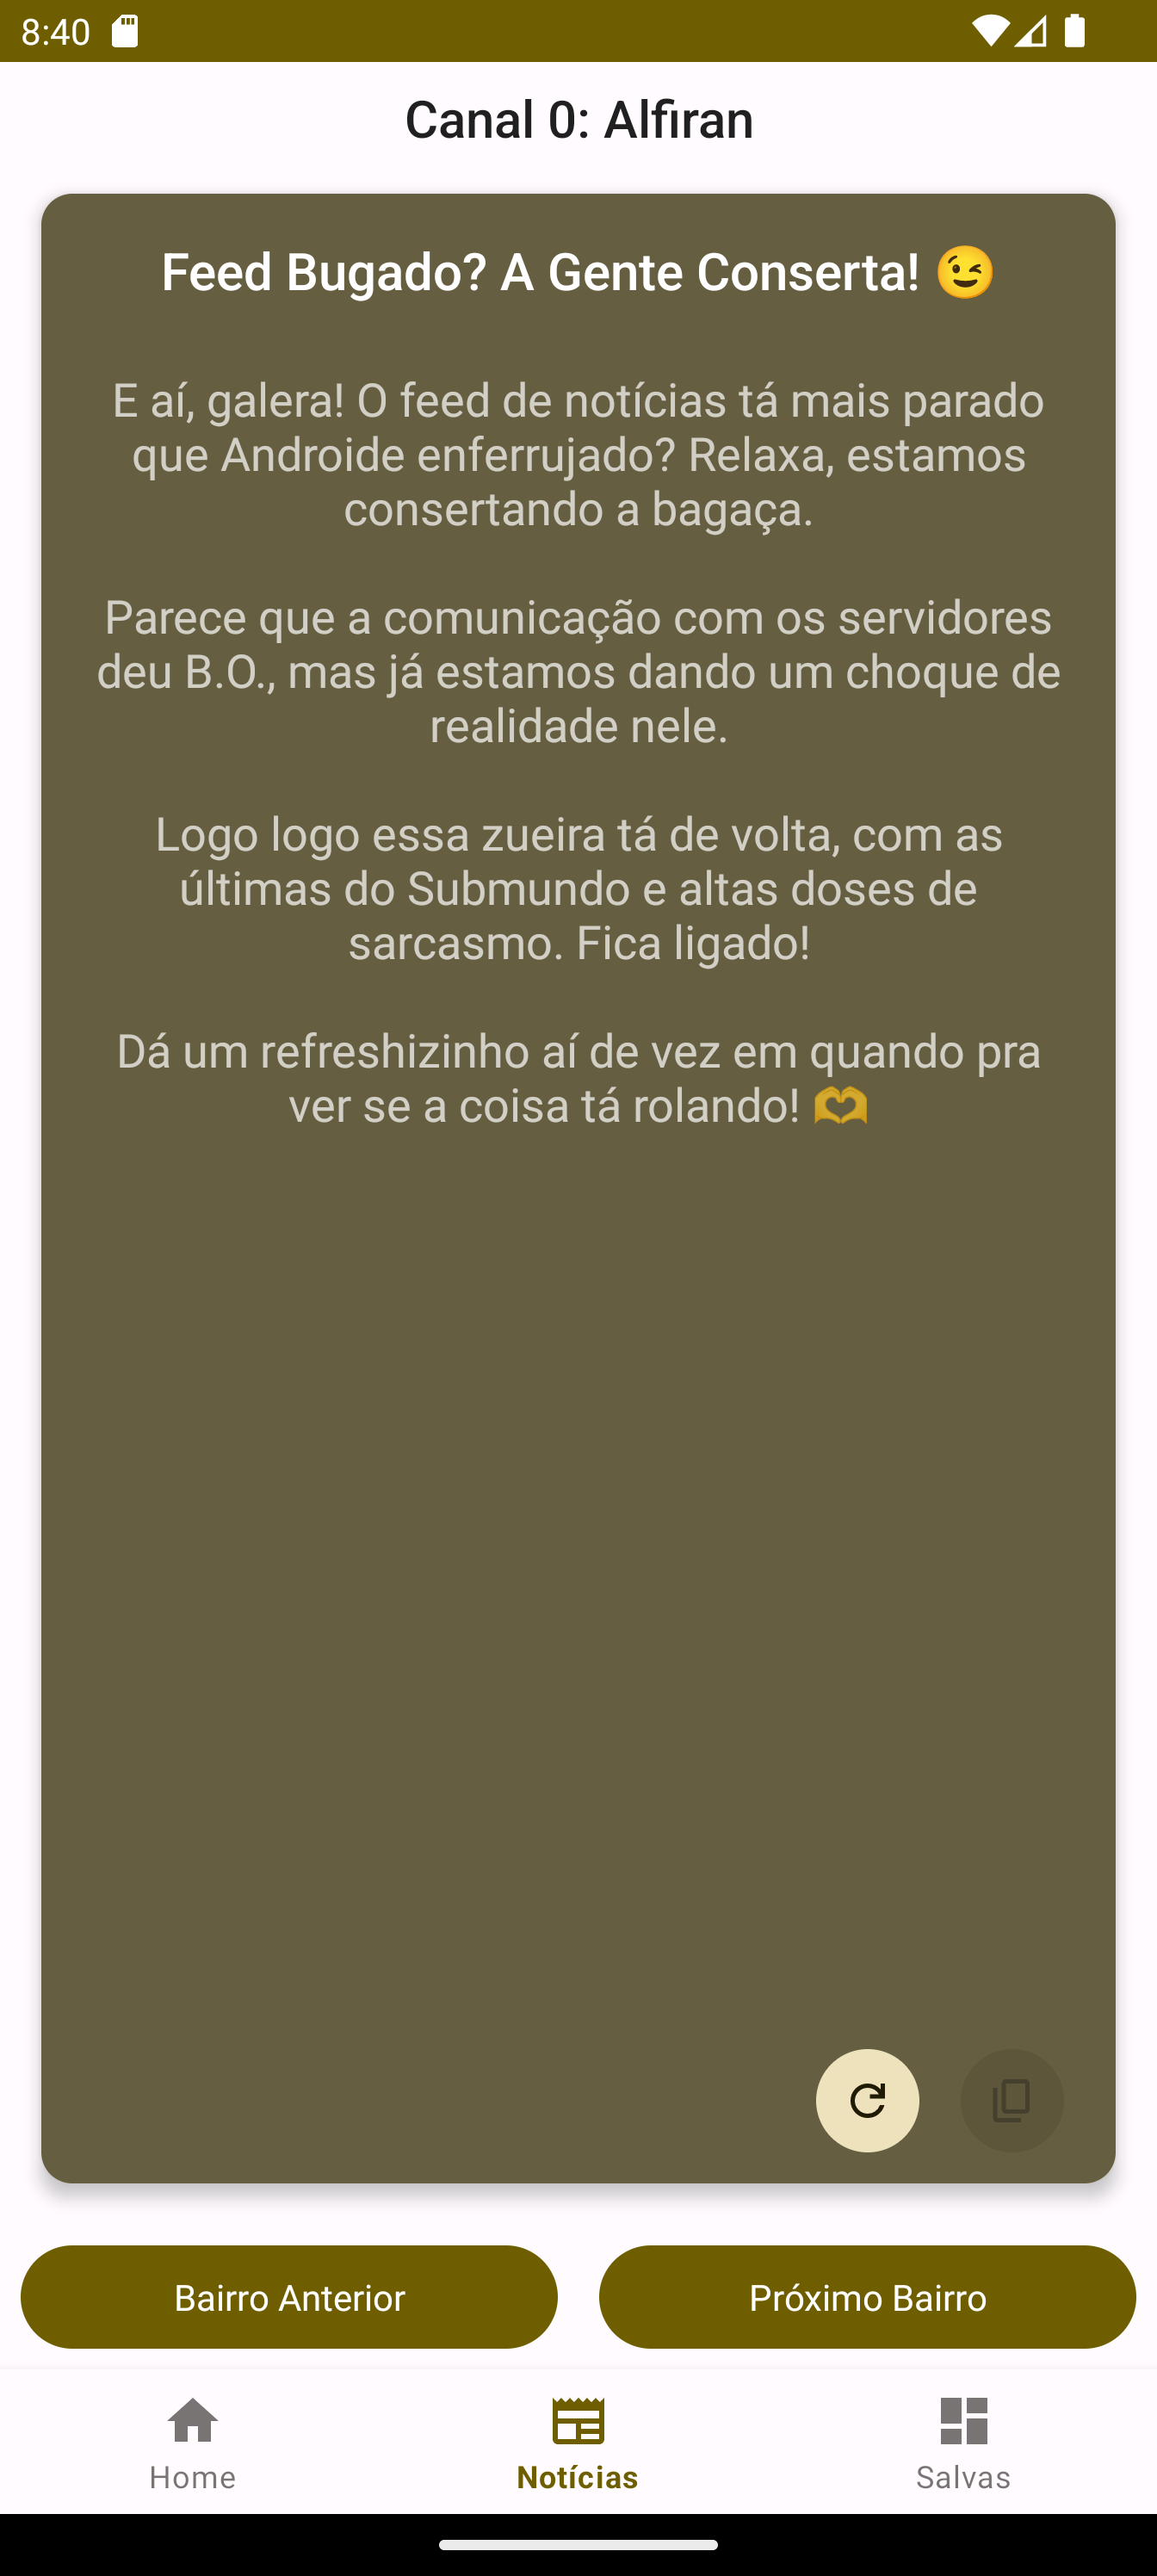 8:40
Canal 0: Alfiran
Feed Bugado? A Gente Conserta! 😉
E aí, galera! O feed de notícias tá mais parado
que Androide enferrujado? Relaxa, estamos
consertando a bagaça.
Parece que a comunicação com os servidores
deu B.O., mas já estamos dando um choque de
realidade nele.
Logo logo essa zueira tá de volta, com as
últimas do Submundo e altas doses de
sarcasmo. Fica ligado!
Dá um refreshizinho aí de vez em quando pra
ver se a coisa tá rolando! 🫶
Bairro Anterior
Próximo Bairro
Home
Notícias
Salvas